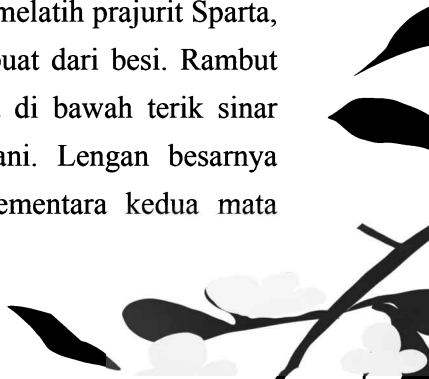 melatih prajurit Sparta,
buat dari besi. Rambut
di bawah terik sinar
ani. Lengan besarnya
ementara kedua mata